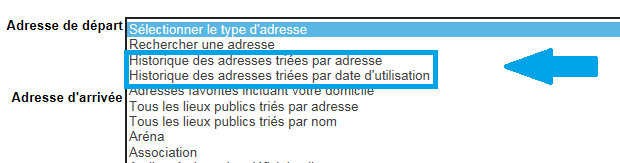 Adresse de départ
Sélectionner le type d'adresse
Rechercher une adresse
Historique des adresses triées par adresse
Historique des adresses triées par date d'utilisation
Adresse d'arrivée
Adresses favorites incluant votre domicile
Tous les lieux publics triés par adresse
Tous les lieux publics triés par nom
Aréna
Association